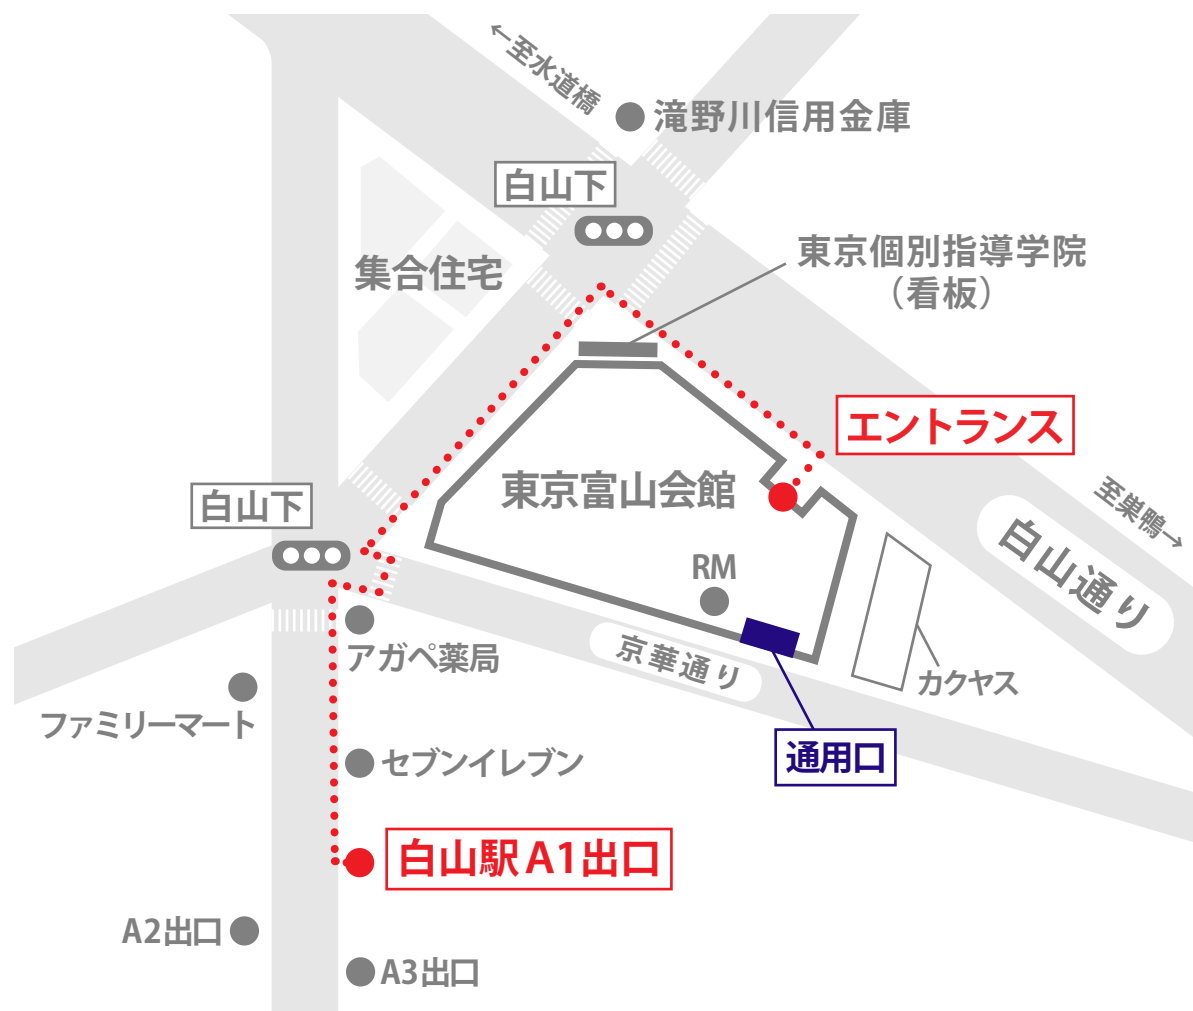 ←至水道橋
滝野川信用金庫
白山下
東京個別指導学院
（看板）
集合住宅
エントランス
東京富山会館
白山下
至巣鴨→
白山通り
RM
アガペ薬局
京華通り
カクヤス
ファミリーマート
セブンイレブン
通用口
白山駅 A1出口
A2出口
A3出口